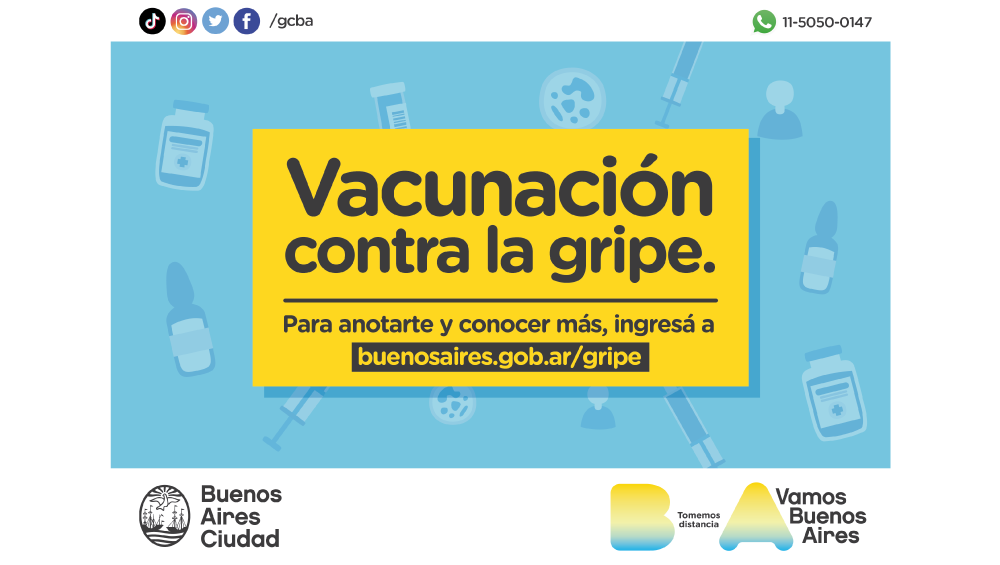 /gcba
11-5050-0147
Vacunación
contra la gripe.
Para anotarte y conocer más, ingresá a
buenosaires.gob.ar/gripe
Buenos
Aires
Ciudad
B
Tomemos
distancia
A
Vamos
Buenos
Aires